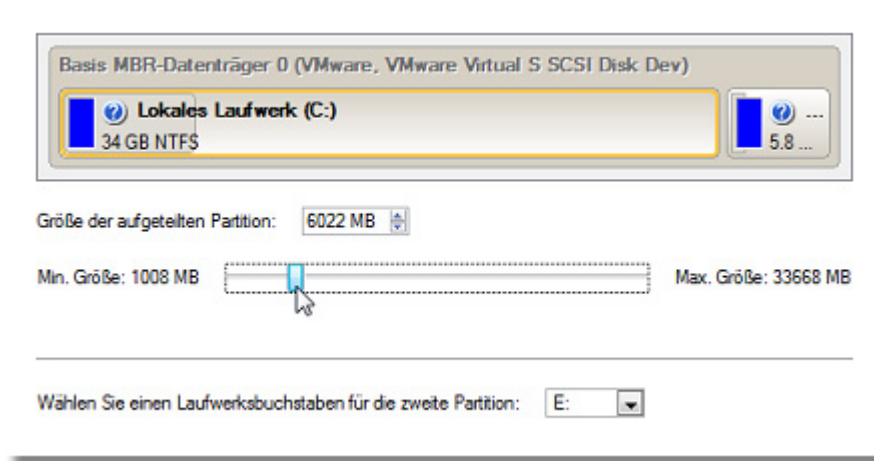 Basis MBR-Datenträger 0 (VMware, VMware Virtual S SCSI Disk Dev)
Lokales Laufwerk (C:)
34 GB NTFS
...
5.8 ...
Größe der aufgeteilten Partition: 6022 MB
Min. Größe: 1008 MB
Max. Größe: 33668 MB
Wählen Sie einen Laufwerksbuchstaben für die zweite Partition: E: